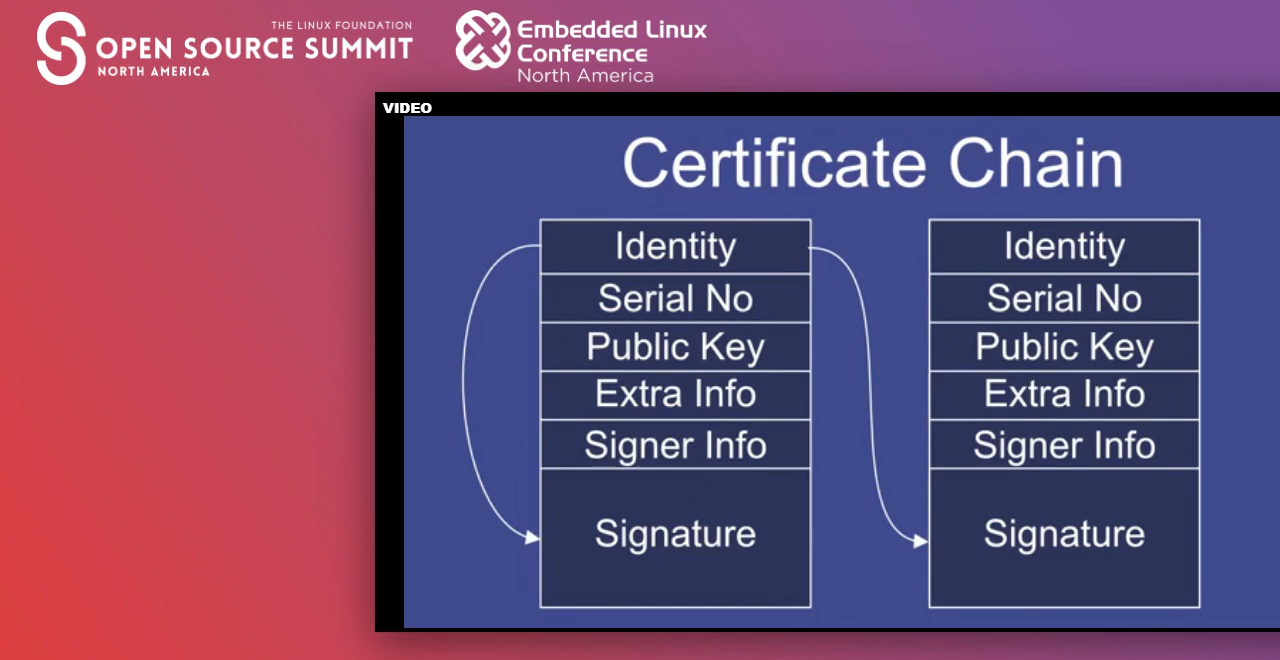 THE LINUX FOUNDATION
OPEN SOURCE SUMMIT
NORTH AMERICA
Embedded Linux
Conference
North America
VIDEO
Certificate Chain
Identity
Serial No
Public Key
Extra Info
Signer Info
Signature
Identity
Serial No
Public Key
Extra Info
Signer Info
Signature